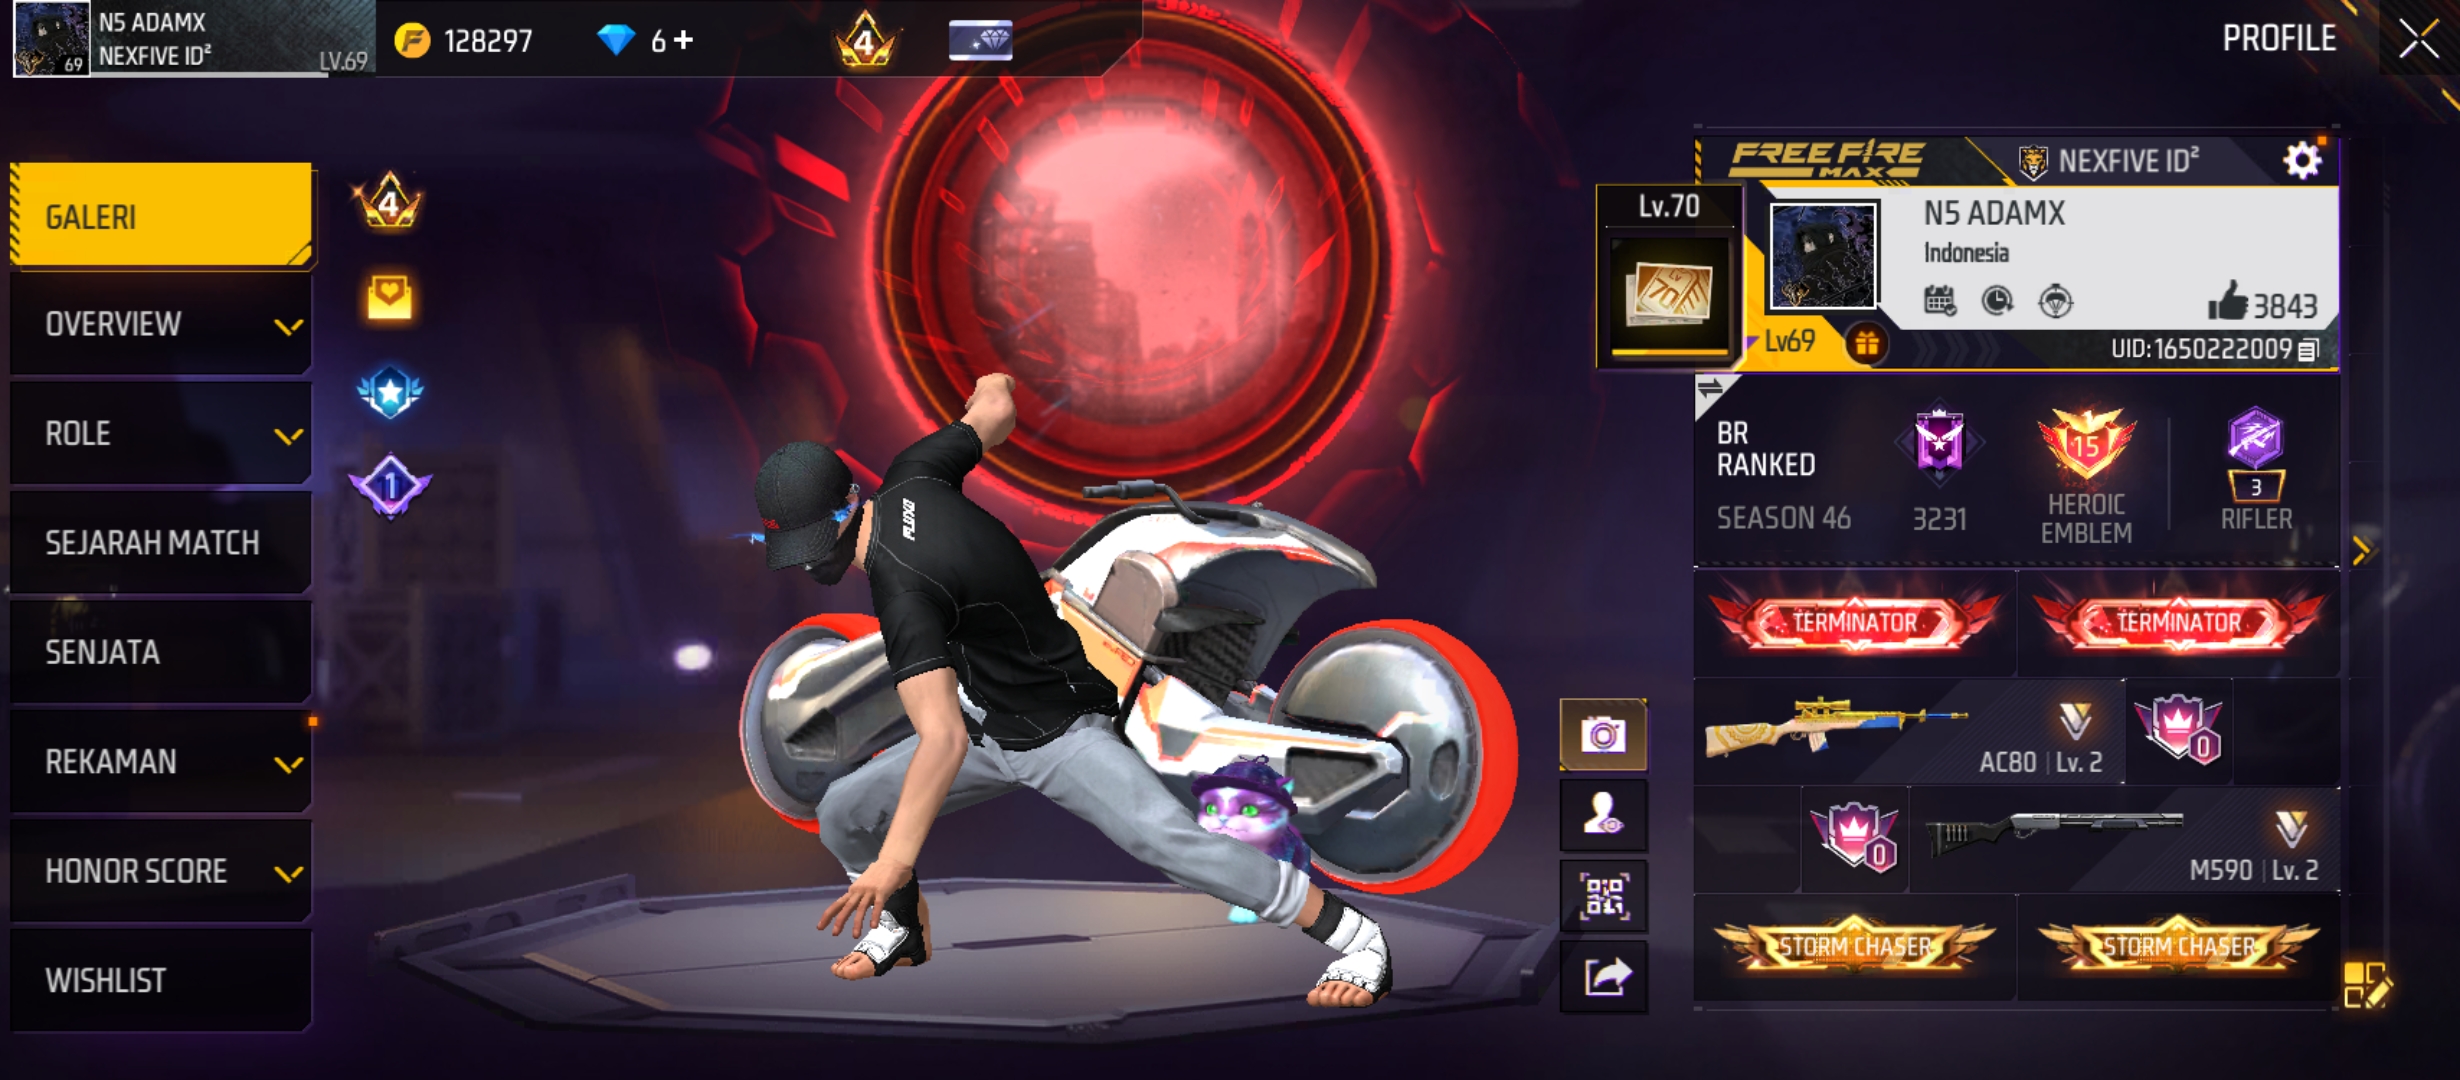 N5 ADAMX
NEXFIVE ID²
LV.69
69
128297
6+
4
PROFILE
GALERI
OVERVIEW
ROLE
SEJARAH MATCH
SENJATA
REKAMAN
HONOR SCORE
WISHLIST
4
1
FLUXO
FREE FIRE
MAX
NEXFIVE ID²
Lv.70
70
N5 ADAMX
Indonesia
3843
Lv69
UID:1650222009
BR
RANKED
SEASON 46
3231
15
HEROIC
EMBLEM
3
RIFLER
TERMINATOR
TERMINATOR
AC80 | Lv. 2
0
0
M590 | Lv. 2
STORM CHASER
STORM CHASER